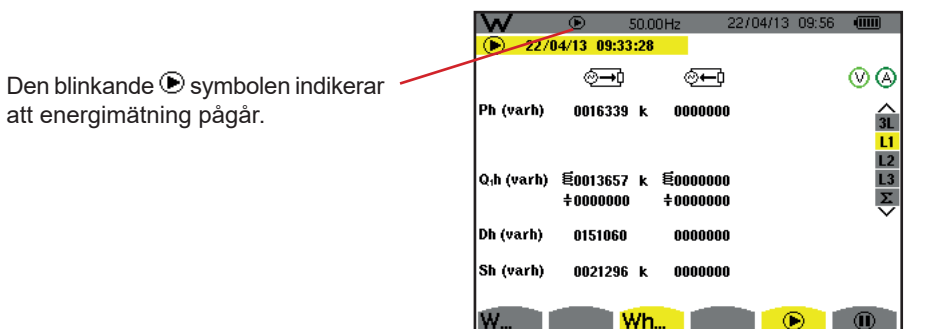 W 50.00Hz 22/04/13 09:56
22/04/13 09:33:28
Den blinkande symbolen indikerar
att energimätning pågår.
V A
Ph (varh) 0016339 k 0000000
3L
L1
L2
Q₁h (varh) 0013657 k 0000000
L3
÷0000000 ÷0000000
Σ
Dh (varh) 0151060 0000000
Sh (varh) 0021296 k 0000000
W... Wh...